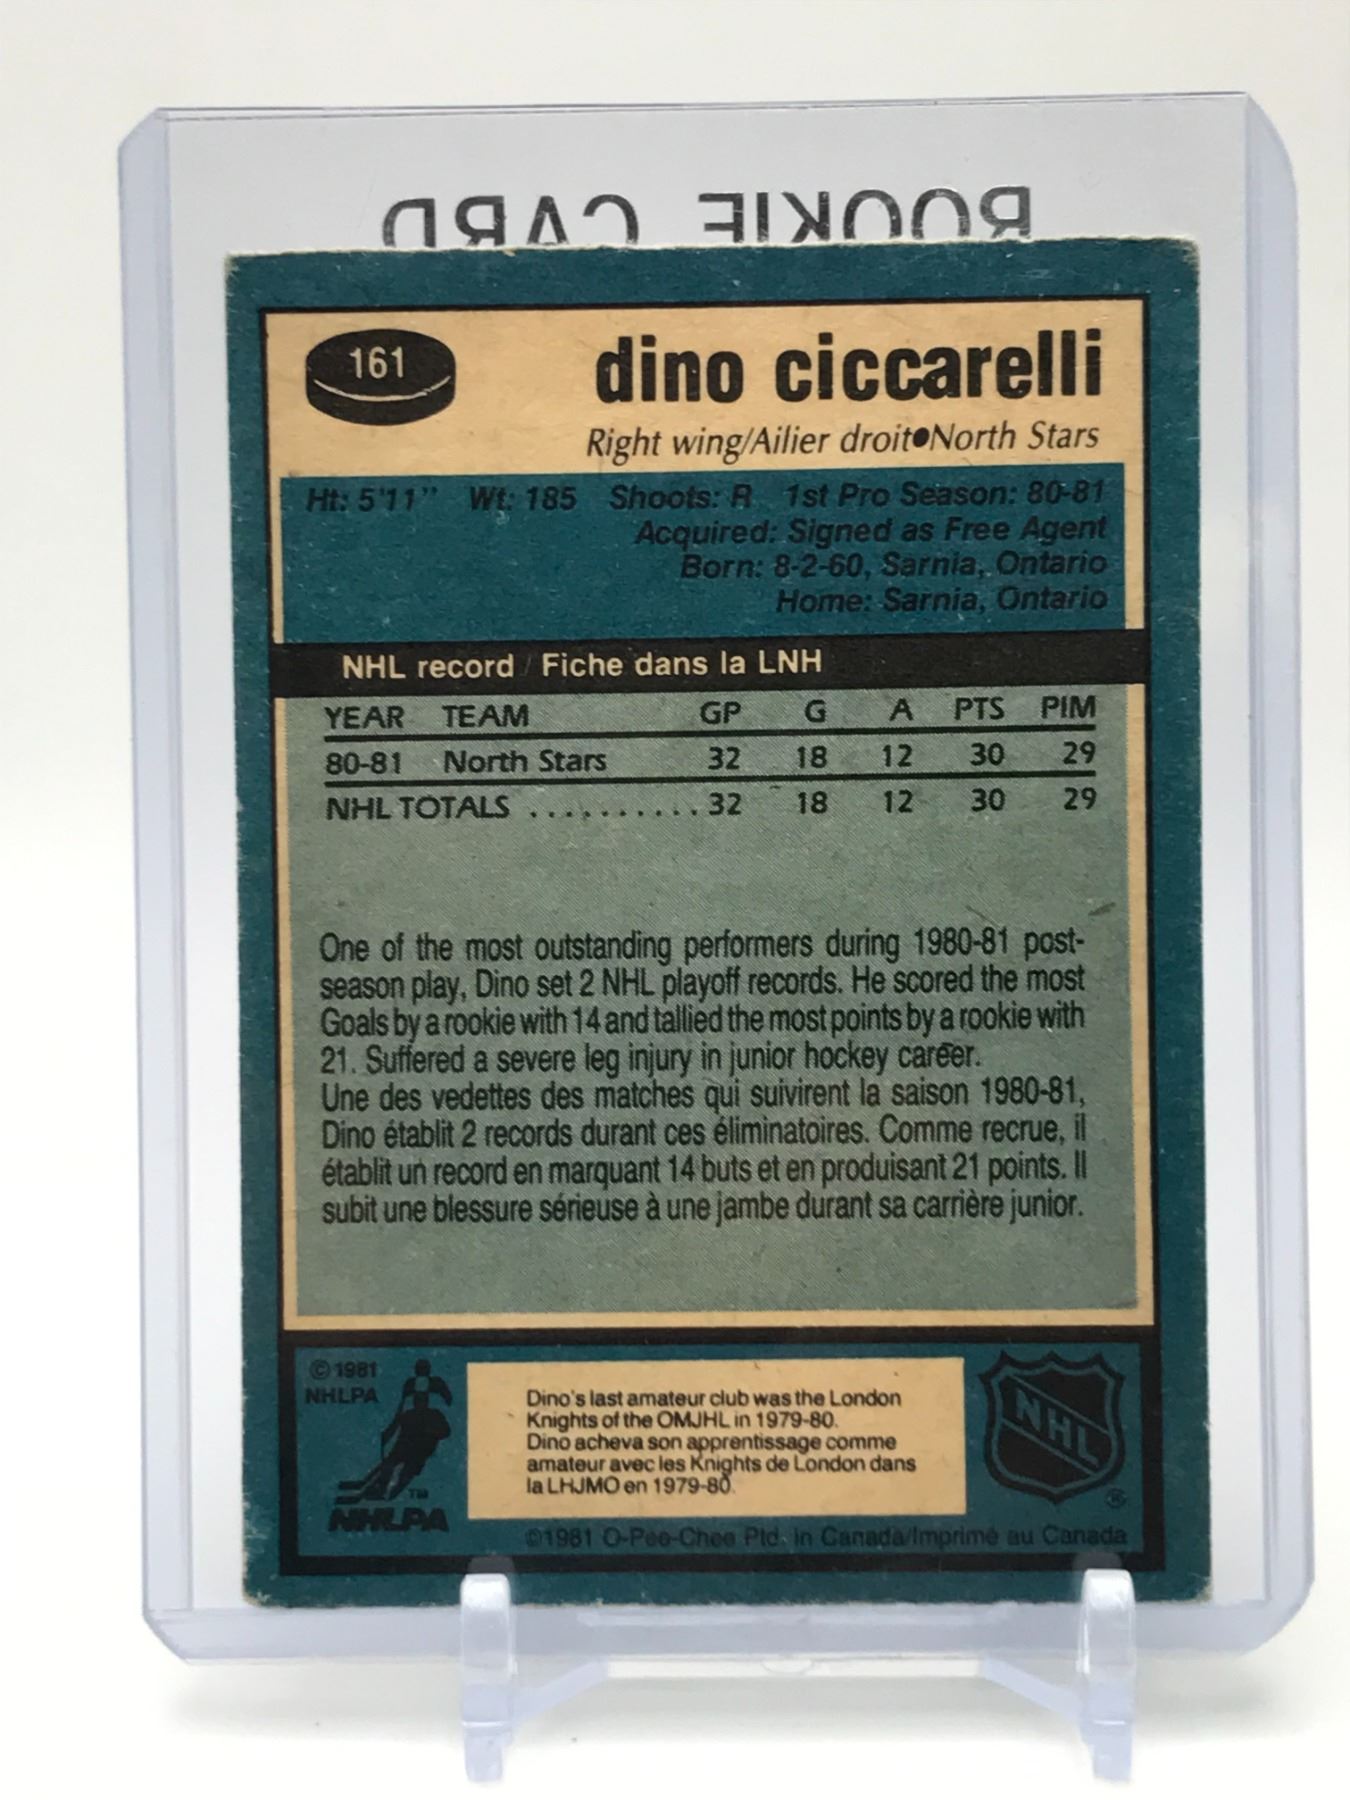 ROOKIE CARD
161
dino ciccarelli
Right wing/Ailier droit•North Stars
Ht: 5'11" Wt: 185 Shoots: R 1st Pro Season: 80-81
Acquired: Signed as Free Agent
Born: 8-2-60, Sarnia, Ontario
Home: Sarnia, Ontario
NHL record / Fiche dans la LNH
YEAR TEAM GP G A PTS PIM
80-81 North Stars 32 18 12 30 29
NHL TOTALS .......... 32 18 12 30 29
One of the most outstanding performers during 1980-81 post-
season play, Dino set 2 NHL playoff records. He scored the most
Goals by a rookie with 14 and tallied the most points by a rookie with
21. Suffered a severe leg injury in junior hockey career.
Une des vedettes des matches qui suivirent la saison 1980-81,
Dino établit 2 records durant ces éliminatoires. Comme recrue, il
établit un record en marquant 14 buts et en produisant 21 points. Il
subit une blessure sérieuse à une jambe durant sa carrière junior.
©1981
NHLPA
TM
NHLPA
Dino's last amateur club was the London
Knights of the OMJHL in 1979-80.
Dino acheva son apprentissage comme
amateur avec les Knights de London dans
la LHJMO en 1979-80.
NHL
®
©1981 O-Pee-Chee Ptd. in Canada/Imprimé au Canada